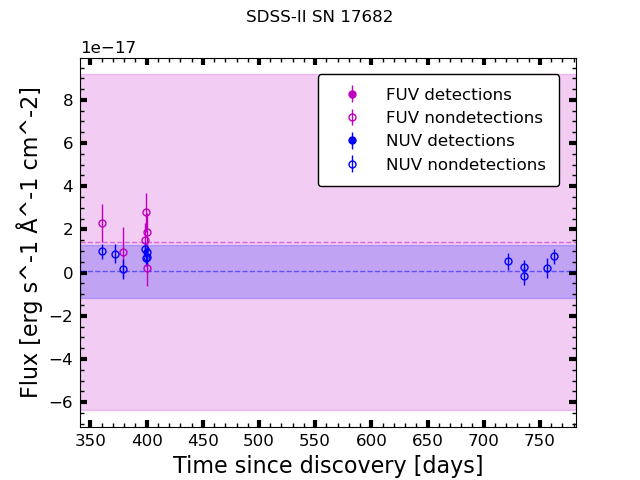 SDSS-II SN 17682
1e−17
FUV detections
FUV nondetections
NUV detections
NUV nondetections
8
6
4
2
0
−2
−4
−6
Flux [erg s^-1 Å^-1 cm^-2]
350 400 450 500 550 600 650 700 750
Time since discovery [days]